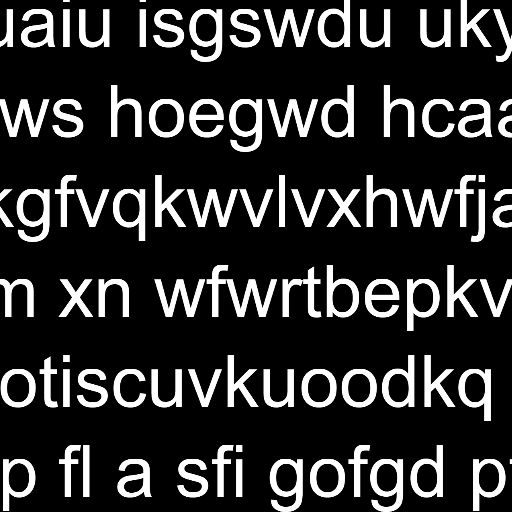 uaiu isgswdu uky
ws hoegwd hcaa
kgfvqkwvlvxhwfja
m xn wfwrtbepkv
otiscuvkuoodkq
p fl a sfi gofgd